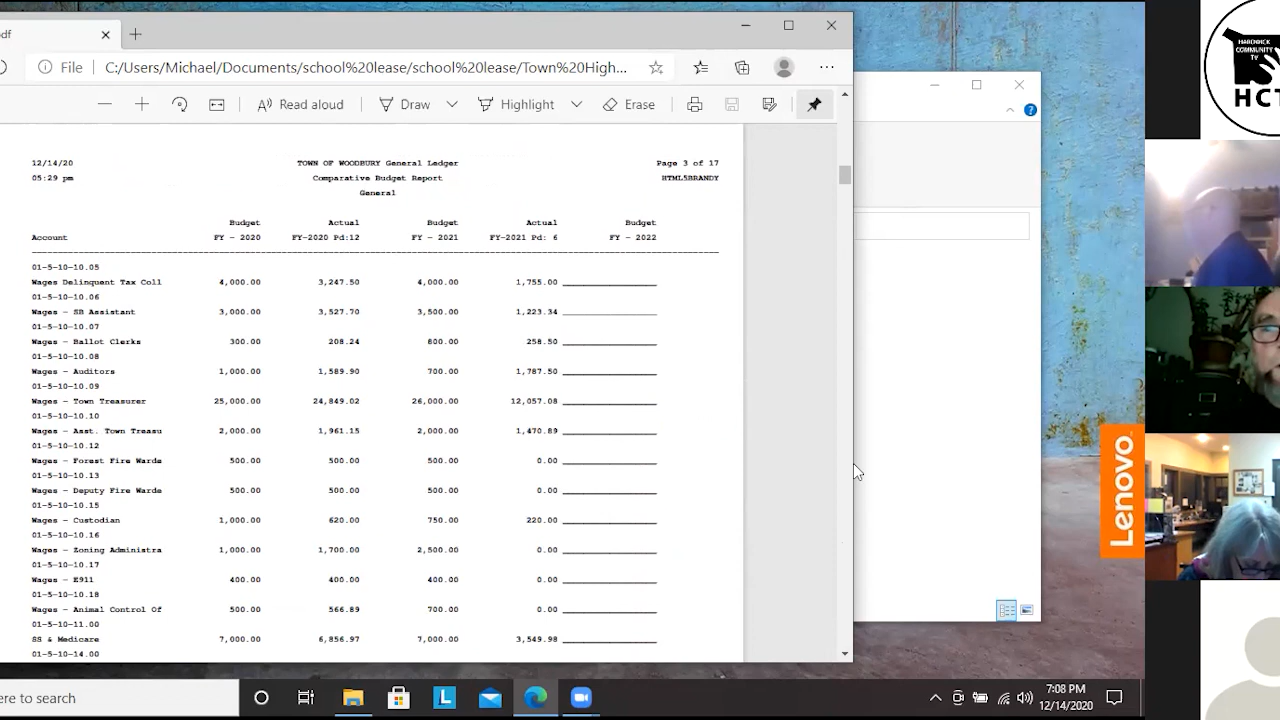 df
File C:/Users/Michael/Documents/school%20lease/school%20lease/Town%20High...
Read aloud Draw Highlight Erase
12/14/20 TOWN OF WOODBURY General Ledger Page 3 of 17
05:29 pm Comparative Budget Report HTML5BRANDY
General
Budget Actual Budget Actual Budget
Account FY - 2020 FY-2020 Pd:12 FY - 2021 FY-2021 Pd: 6 FY - 2022
01-5-10-10.05
Wages Delinquent Tax Coll 4,000.00 3,247.50 4,000.00 1,755.00
01-5-10-10.06
Wages - SB Assistant 3,000.00 3,527.70 3,500.00 1,223.34
01-5-10-10.07
Wages - Ballot Clerks 300.00 208.24 800.00 258.50
01-5-10-10.08
Wages - Auditors 1,000.00 1,589.90 700.00 1,787.50
01-5-10-10.09
Wages - Town Treasurer 25,000.00 24,849.02 26,000.00 12,057.08
01-5-10-10.10
Wages - Asst. Town Treasu 2,000.00 1,961.15 2,000.00 1,470.89
01-5-10-10.12
Wages - Forest Fire Warde 500.00 500.00 500.00 0.00
01-5-10-10.13
Wages - Deputy Fire Warde 500.00 500.00 500.00 0.00
01-5-10-10.15
Wages - Custodian 1,000.00 620.00 750.00 220.00
01-5-10-10.16
Wages - Zoning Administra 1,000.00 1,700.00 2,500.00 0.00
01-5-10-10.17
Wages - E911 400.00 400.00 400.00 0.00
01-5-10-10.18
Wages - Animal Control Of 500.00 566.89 700.00 0.00
01-5-10-11.00
SS & Medicare 7,000.00 6,856.97 7,000.00 3,549.98
01-5-10-14.00
HARDWICK
COMMUNITY
TV
HCT
Lenovo
ere to search
7:08 PM
12/14/2020